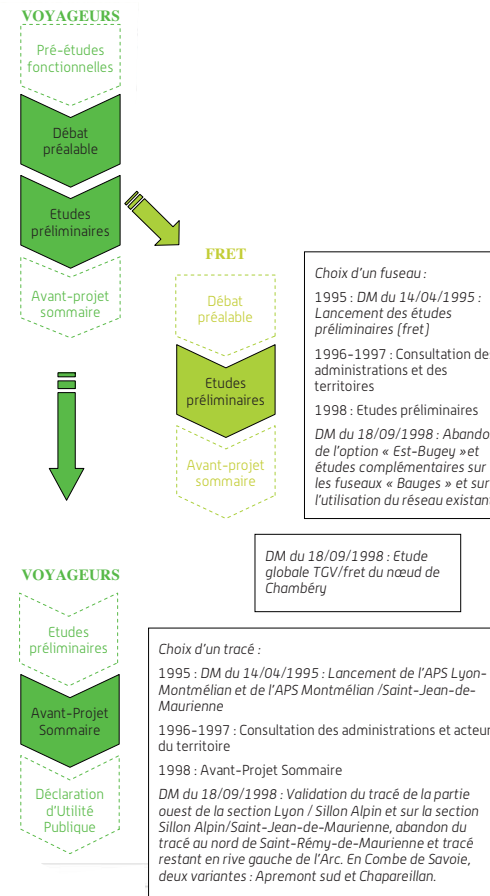 VOYAGEURS
Pré-études
fonctionnelles
Débat
préalable
Etudes
préliminaires
Avant-projet
sommaire
FRET
Débat
préalable
Etudes
préliminaires
Avant-projet
sommaire
Choix d'un fuseau :
1995 : DM du 14/04/1995 :
Lancement des études
préliminaires (fret)
1996-1997 : Consultation de
administrations et des
territoires
1998 : Etudes préliminaires
DM du 18/09/1998 : Abando
de l'option « Est-Bugey »et
études complémentaires sur
les fuseaux « Bauges » et sur
l'utilisation du réseau existant
DM du 18/09/1998 : Etude
globale TGV/fret du nœud de
Chambéry
VOYAGEURS
Etudes
préliminaires
Avant-Projet
Sommaire
Déclaration
d'Utilité
Publique
Choix d'un tracé :
1995 : DM du 14/04/1995 : Lancement de l'APS Lyon-
Montmélian et de l'APS Montmélian /Saint-Jean-de-
Maurienne
1996-1997 : Consultation des administrations et acteur
du territoire
1998 : Avant-Projet Sommaire
DM du 18/09/1998 : Validation du tracé de la partie
ouest de la section Lyon / Sillon Alpin et sur la section
Sillon Alpin/Saint-Jean-de-Maurienne, abandon du
tracé au nord de Saint-Rémy-de-Maurienne et tracé
restant en rive gauche de l'Arc. En Combe de Savoie,
deux variantes : Apremont sud et Chapareillan.